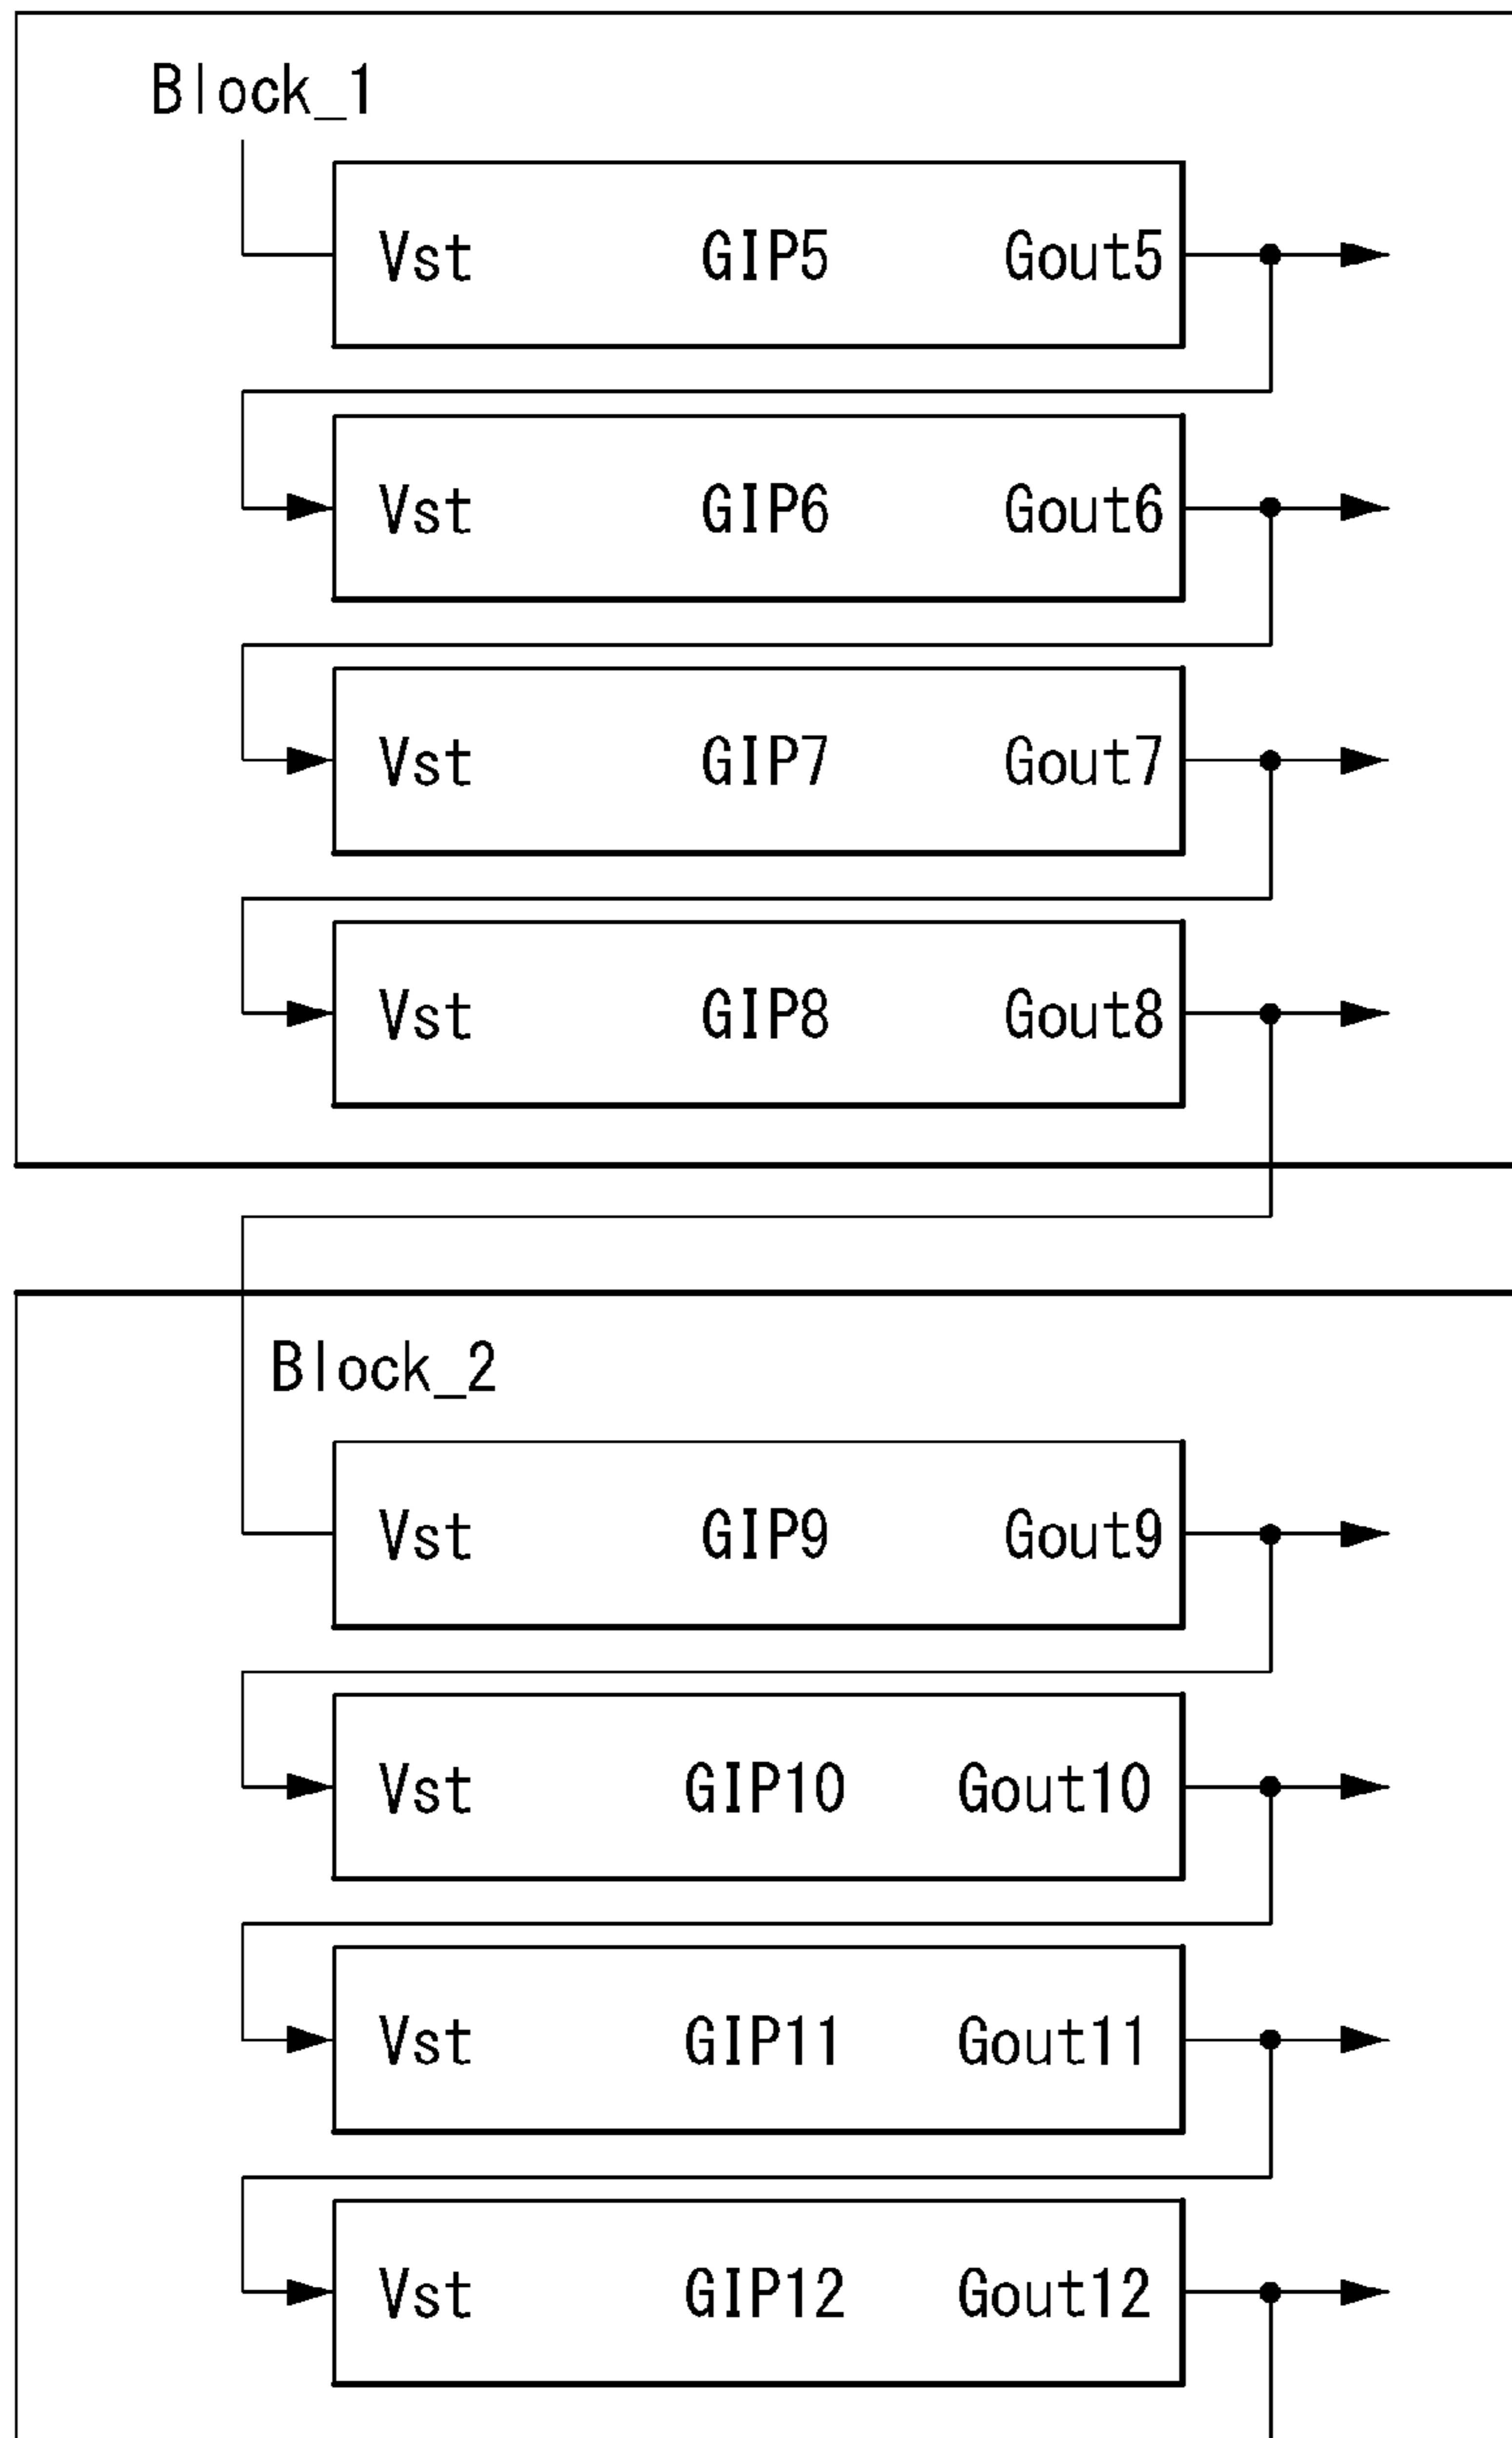 Block_1
Vst GIP5 Gout5
Vst GIP6 Gout6
Vst GIP7 Gout7
Vst GIP8 Gout8
Block_2
Vst GIP9 Gout9
Vst GIP10 Gout10
Vst GIP11 Gout11
Vst GIP12 Gout12